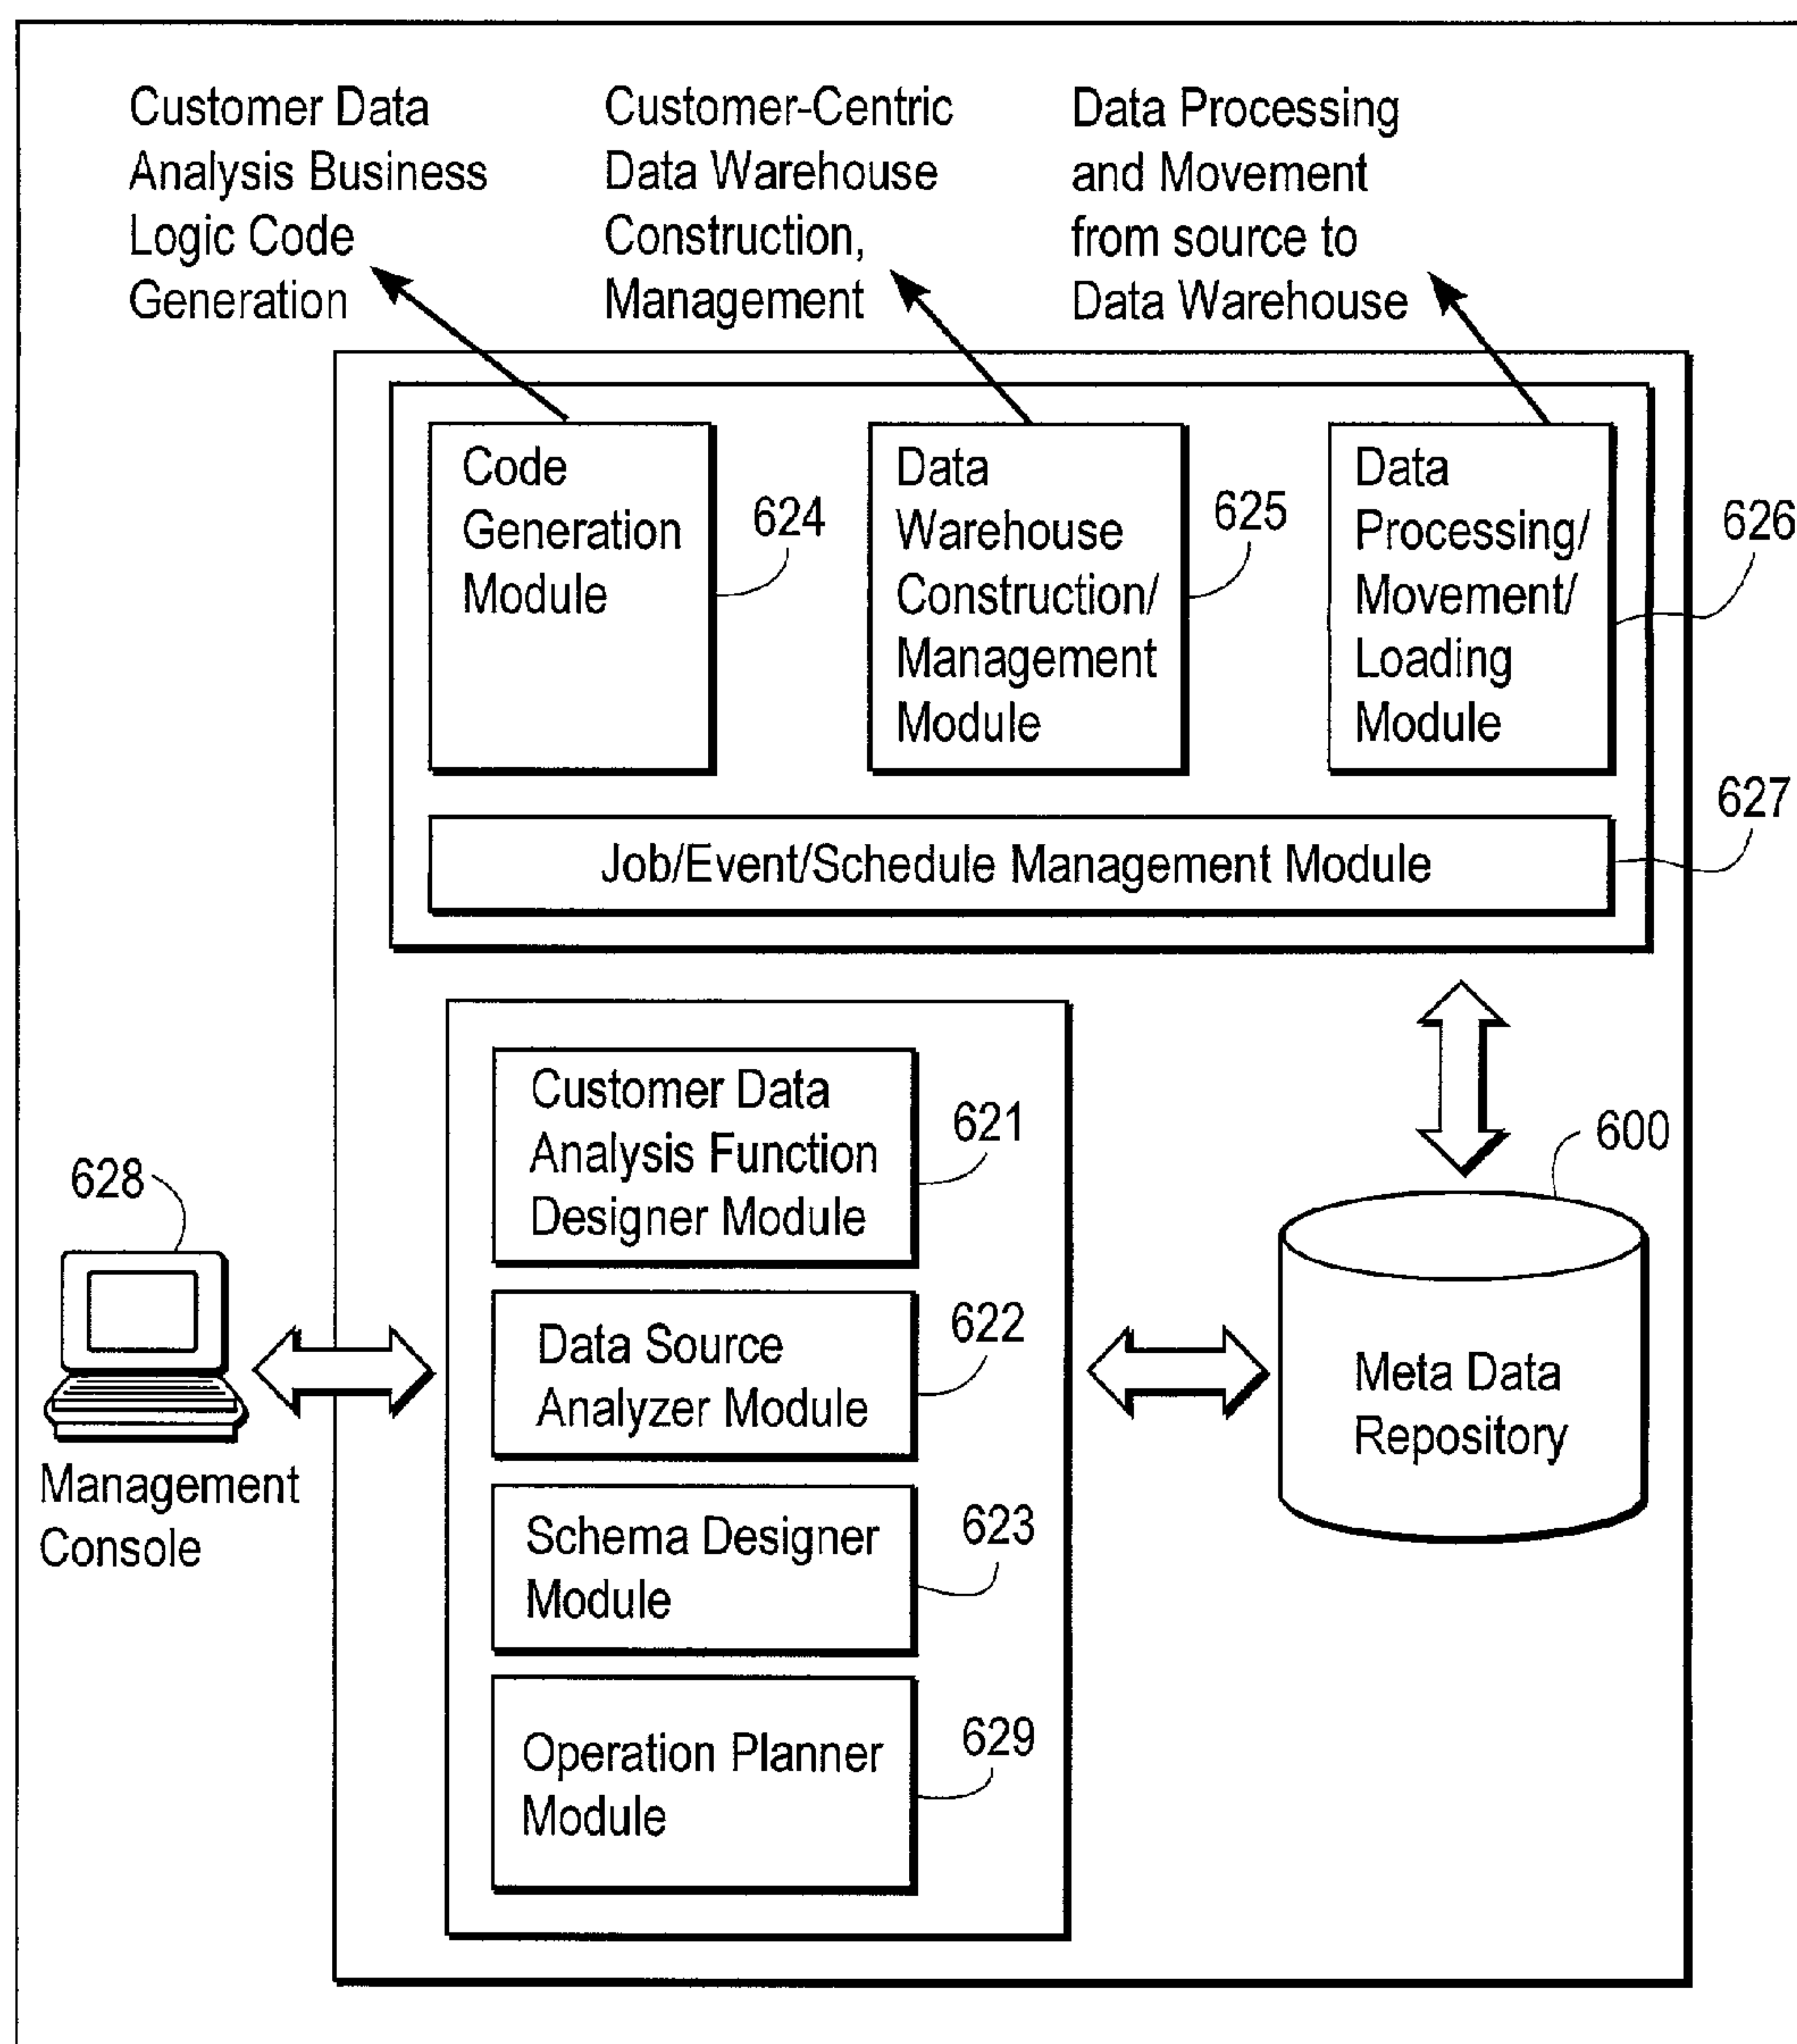 Customer Data
Analysis Business
Logic Code
Generation
Customer-Centric
Data Warehouse
Construction,
Management
Data Processing
and Movement
from source to
Data Warehouse
Code
Generation
Module
624
Data
Warehouse
Construction/
Management
Module
625
Data
Processing/
Movement/
Loading
Module
626
627
Job/Event/Schedule Management Module
Customer Data
Analysis Function
Designer Module
621
600
628
Data Source
Analyzer Module
622
Meta Data
Repository
Management
Console
Schema Designer
Module
623
Operation Planner
Module
629